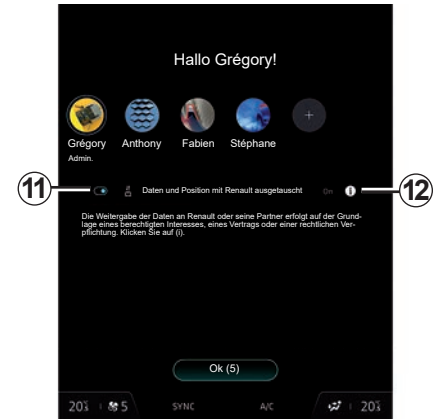 Hallo Grégory!
Grégory
Anthony
Fabien
Stéphane
+
Admin.
11
Daten und Position mit Renault ausgetauscht
On
i
12
Die Weitergabe der Daten an Renault oder seine Partner erfolgt auf der Grund-
lage eines berechtigten Interesses, eines Vertrags oder einer rechtlichen Ver-
pflichtung. Klicken Sie auf (i).
Ok (5)
20
5
SYNC
A/C
20